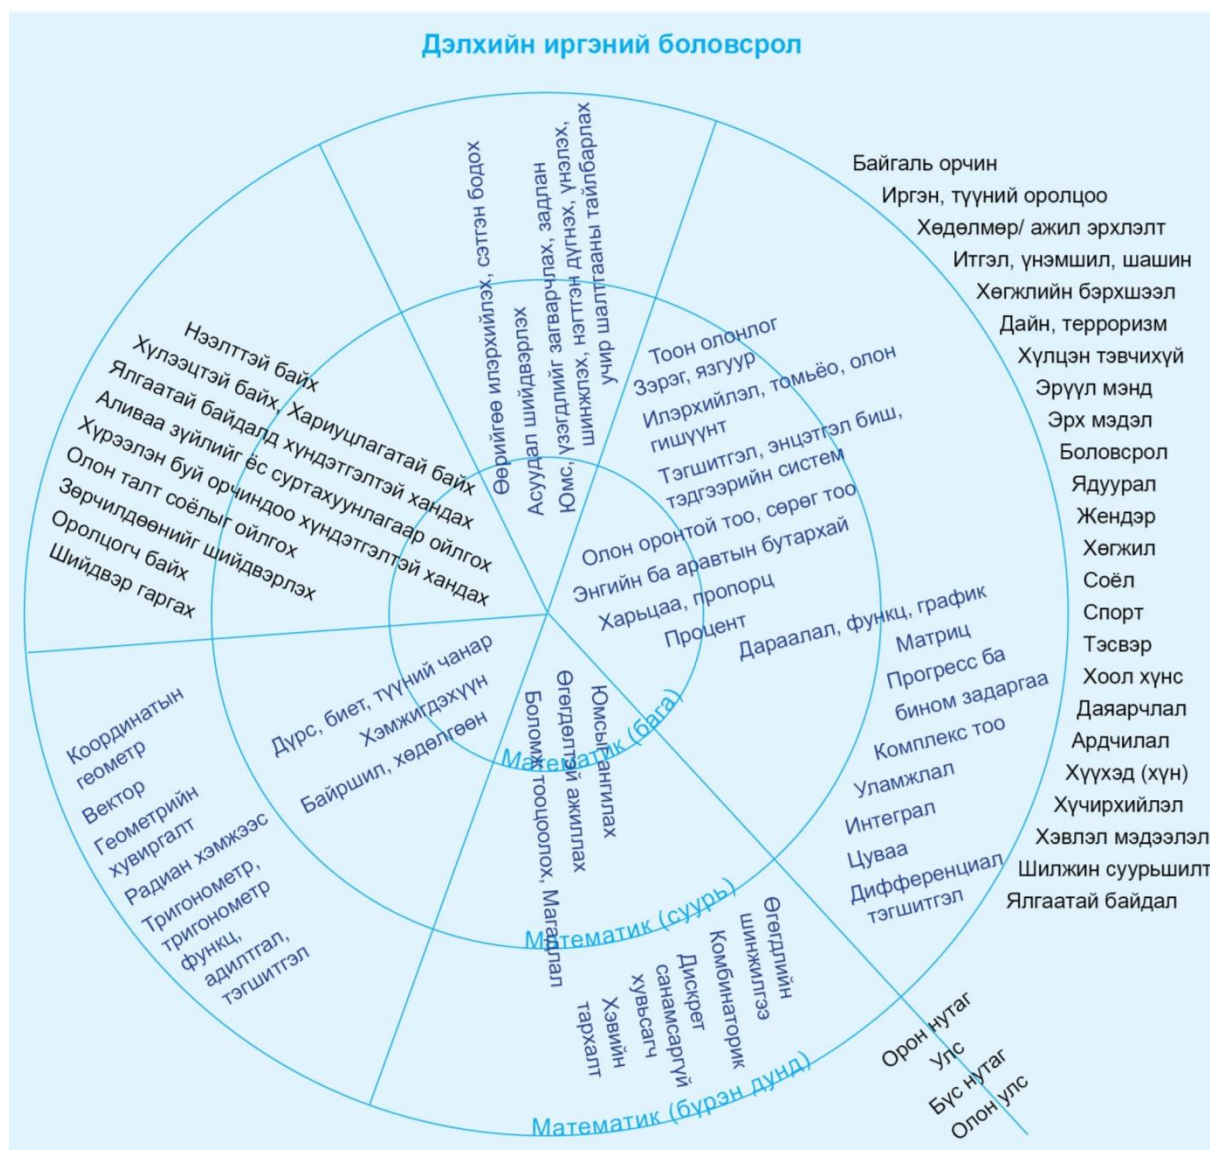 Дэлхийн иргэний боловсрол
Өөрийгөө илэрхийлэх, сэтгэн бодох
Асуудал шийдвэрлэх
Юмс, үзэгдлийг загварчлах, задлан
шинжлэх, нэгтгэн дүгнэх, үнэлэх,
учир шалтгааны тайлбарлах
Нээлттэй байх
Хүлээцтэй байх, Хариуцлагатай байх
Ялгаатай байдалд хүндэтгэлтэй хандах
Аливаа зүйлийг ёс суртахуунлагаар ойлгох
Хүрээлэн буй орчиндоо хүндэтгэлтэй хандах
Олон талт соёлыг ойлгох
Зөрчилдөөнийг шийдвэрлэх
Оролцогч байх
Шийдвэр гаргах
Тоон олонлог
Зэрэг, язгуур
Илэрхийлэл, томьёо, олон
гишүүнт
Тэгшитгэл, энцэтгэл биш,
тэдгээрийн систем
Олон оронтой тоо, сөрөг тоо
Энгийн ба аравтын бутархай
Харьцаа, пропорц
Процент
Дараалал, функц, график
Матриц
Прогресс ба
бином задаргаа
Комплекс тоо
Уламжлал
Интеграл
Цуваа
Дифференциал
тэгшитгэл
Байгаль орчин
Иргэн, түүний оролцоо
Хөдөлмөр/ ажил эрхлэлт
Итгэл, үнэмшил, шашин
Хөгжлийн бэрхшээл
Дайн, терроризм
Хүлцэн тэвчихүй
Эрүүл мэнд
Эрх мэдэл
Боловсрол
Ядуурал
Жендэр
Хөгжил
Соёл
Спорт
Тэсвэр
Хоол хүнс
Даяарчлал
Ардчилал
Хүүхэд (хүн)
Хүчирхийлэл
Хэвлэл мэдээлэл
Шилжин суурьшилт
Ялгаатай байдал
Дүрс, биет, түүний чанар
Хэмжигдэхүүн
Байршил, хөдөлгөөн
Координатын
геометр
Вектор
Геометрийн
хувиргалт
Радиан хэмжээс
Тригонометр,
тригонометр
функц,
адилтгал,
тэгшитгэл
Юмсыг ангилах
Өгөгдөлтэй ажиллах
Боломж тооцоолох, Магадлал
Математик (бага)
Математик (суурь)
Өгөгдлийн
шинжилгээ
Комбинаторик
Дискрет
санамсаргүй
хувьсагч
Хэвийн
тархалт
Математик (бүрэн дунд)
Орон нутаг
Улс
Бүс нутаг
Олон улс